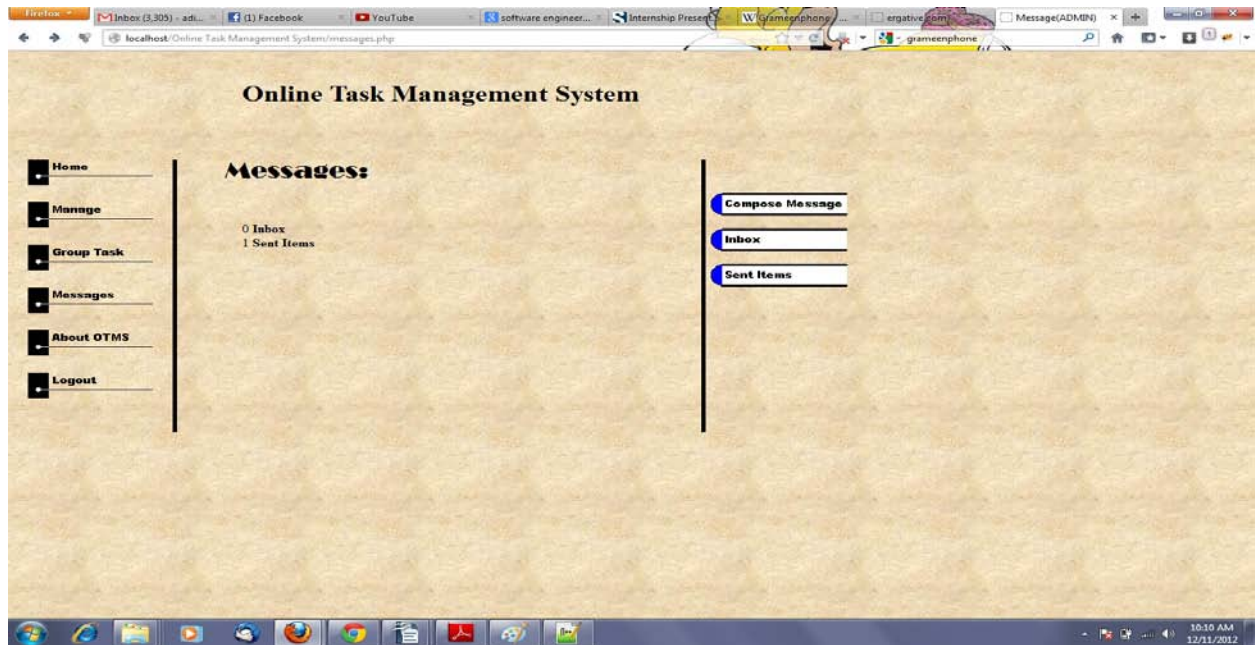 Firefox
Inbox (3,305) - adi...
(1) Facebook
YouTube
software engineer...
Internship Present
Grameenphone
ergative.com
Message(ADMIN)
localhost/Online Task Management System/messages.php
grameenphone
Online Task Management System
Home
Manage
Group Task
Messages
About OTMS
Logout
Messages:
0 Inbox
1 Sent Items
Compose Message
Inbox
Sent Items
10:10 AM
12/11/2012